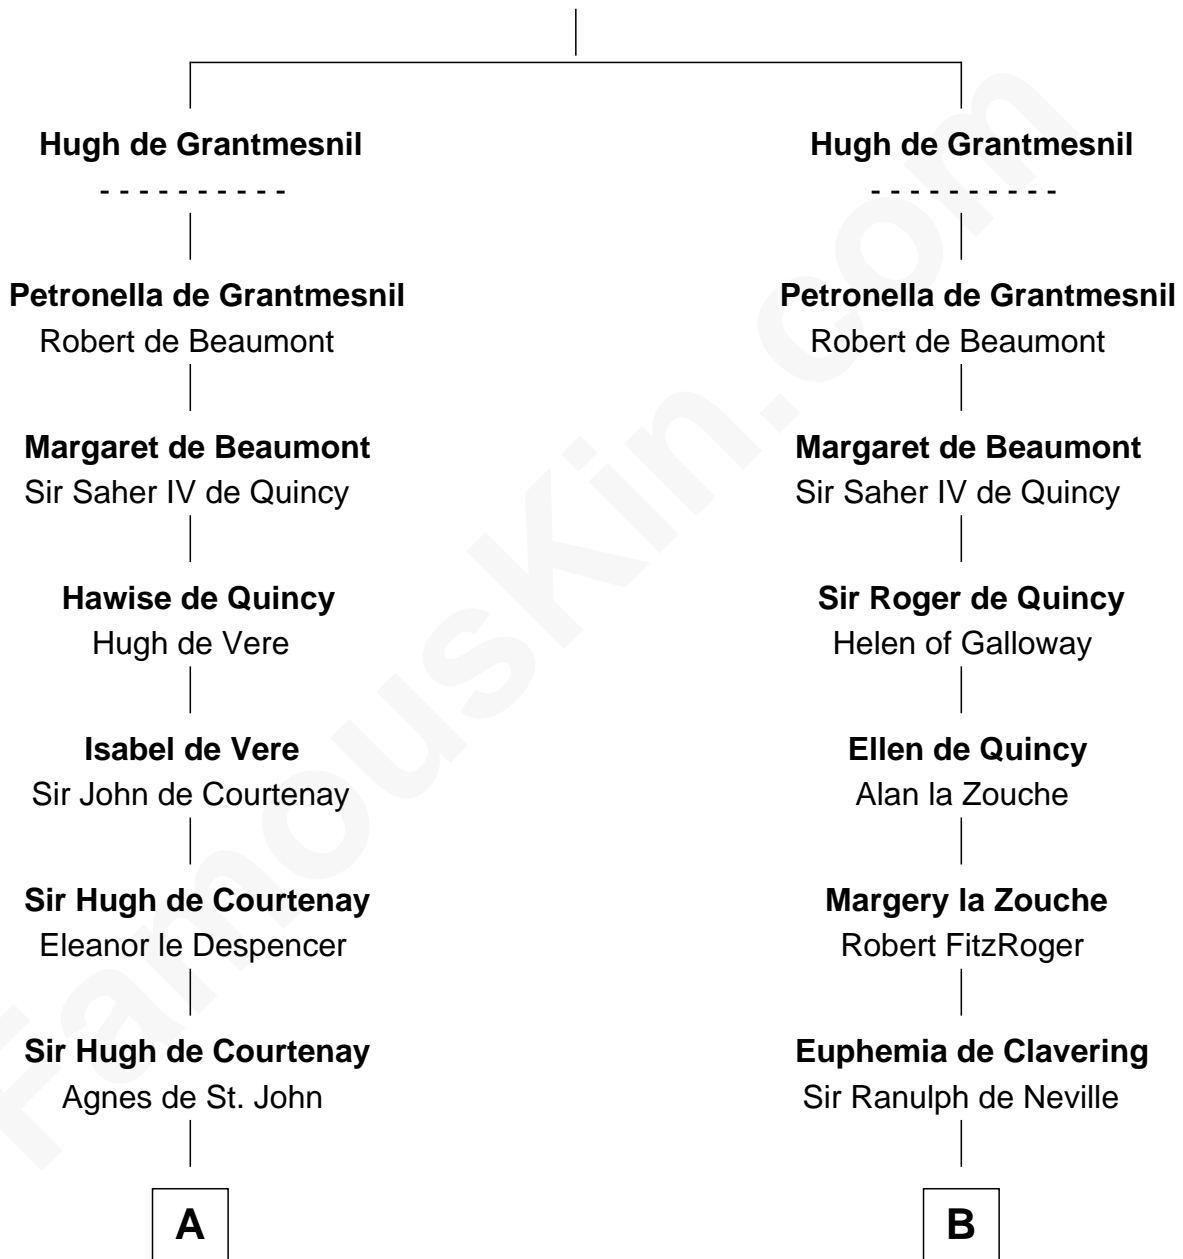 Hugh de Grantmesnil
Hugh de Grantmesnil
- - - - - - - - - -
- - - - - - - - - -
Petronella de Grantmesnil
Robert de Beaumont
Petronella de Grantmesnil
Robert de Beaumont
Margaret de Beaumont
Sir Saher IV de Quincy
Margaret de Beaumont
Sir Saher IV de Quincy
Hawise de Quincy
Hugh de Vere
Sir Roger de Quincy
Helen of Galloway
Isabel de Vere
Sir John de Courtenay
Ellen de Quincy
Alan la Zouche
Sir Hugh de Courtenay
Eleanor le Despencer
Margery la Zouche
Robert FitzRoger
Sir Hugh de Courtenay
Agnes de St. John
Euphemia de Clavering
Sir Ranulph de Neville
A
B
FamousKin.com